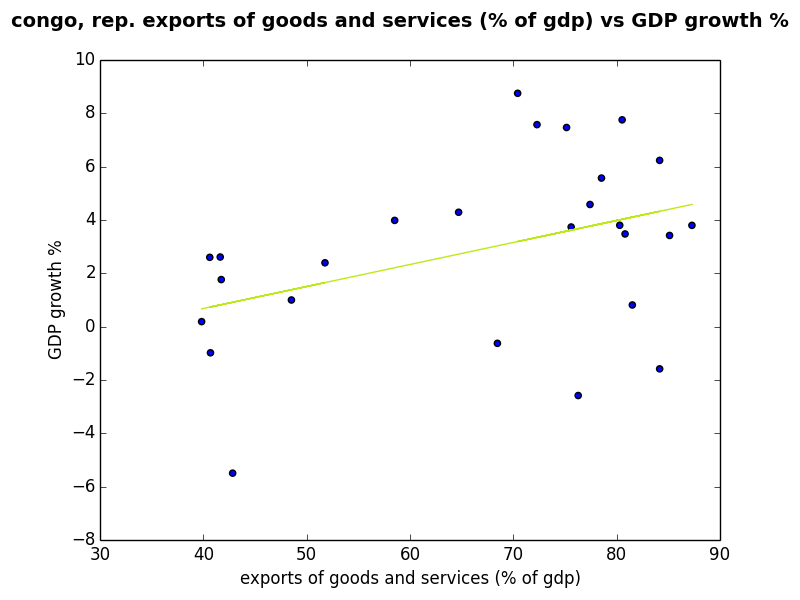 congo, rep. exports of goods and services (% of gdp) vs GDP growth %
10
8
6
4
2
0
−2
−4
−6
−8
GDP growth %
30 40 50 60 70 80 90
exports of goods and services (% of gdp)